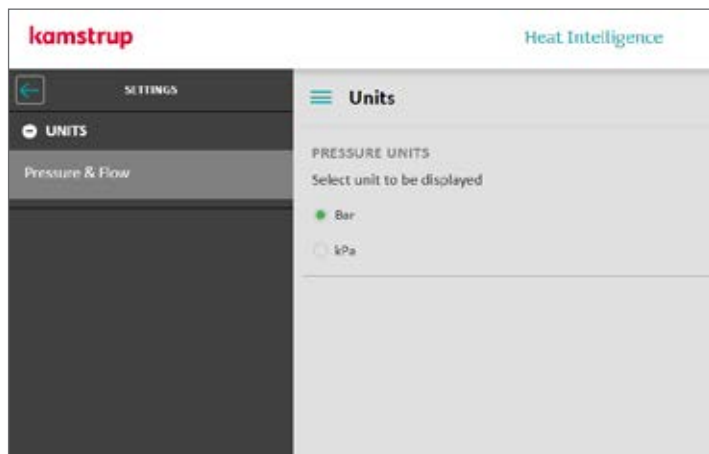 kamstrup
Heat Intelligence
SETTINGS
UNITS
Pressure & Flow
Units
PRESSURE UNITS
Select unit to be displayed
Bar
kPa